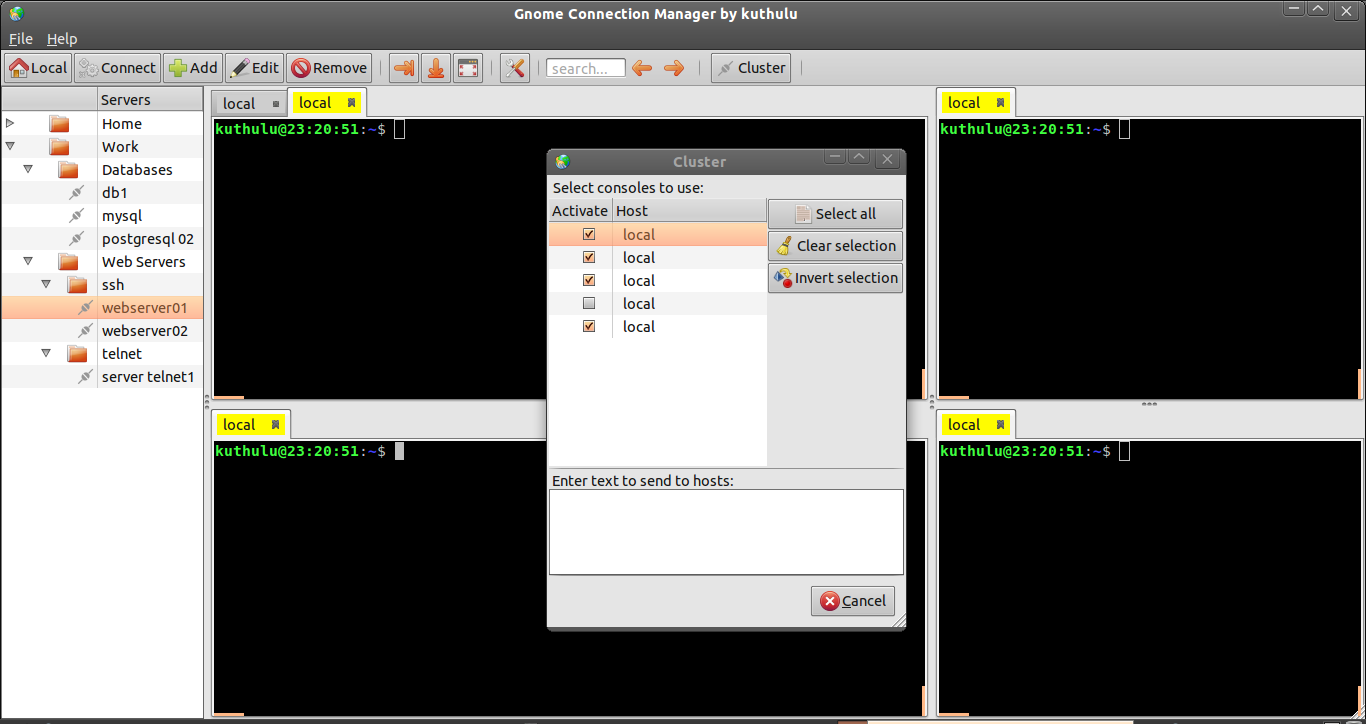 Gnome Connection Manager by kuthulu
File Help
Local Connect Add Edit Remove search... Cluster
Servers
Home
Work
Databases
db1
mysql
postgresql 02
Web Servers
ssh
webserver01
webserver02
telnet
server telnet1
local local
kuthulu@23:20:51:~$
local
kuthulu@23:20:51:~$
local
kuthulu@23:20:51:~$
local
kuthulu@23:20:51:~$
Cluster
Select consoles to use:
Activate Host
local
local
local
local
local
Select all
Clear selection
Invert selection
Enter text to send to hosts:
Cancel